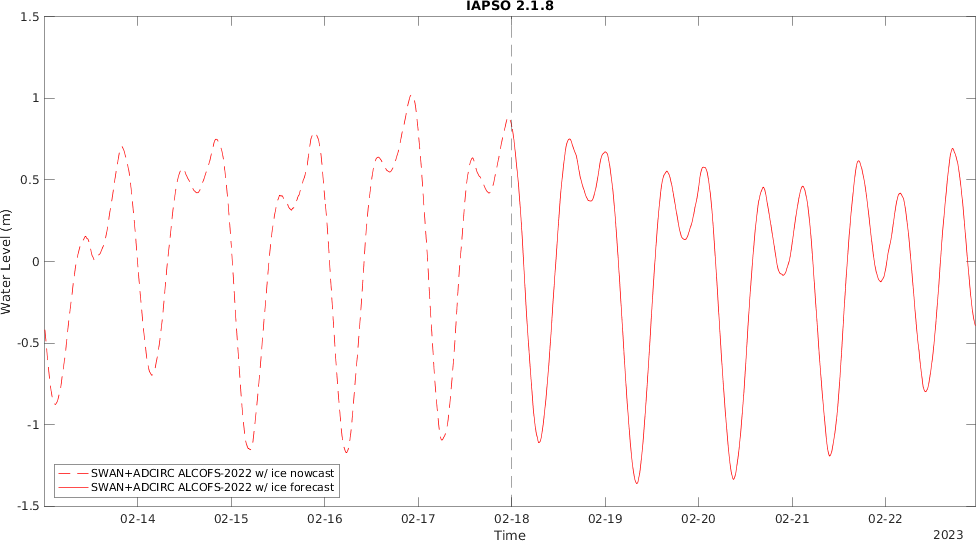 IAPSO 2.1.8
1.5
1
0.5
0
-0.5
-1
-1.5
Water Level (m)
SWAN+ADCIRC ALCOFS-2022 w/ ice nowcast
SWAN+ADCIRC ALCOFS-2022 w/ ice forecast
02-14 02-15 02-16 02-17 02-18 02-19 02-20 02-21 02-22
Time
2023